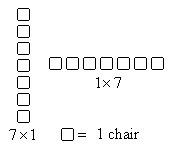 1×7
7×1
= 1 chair